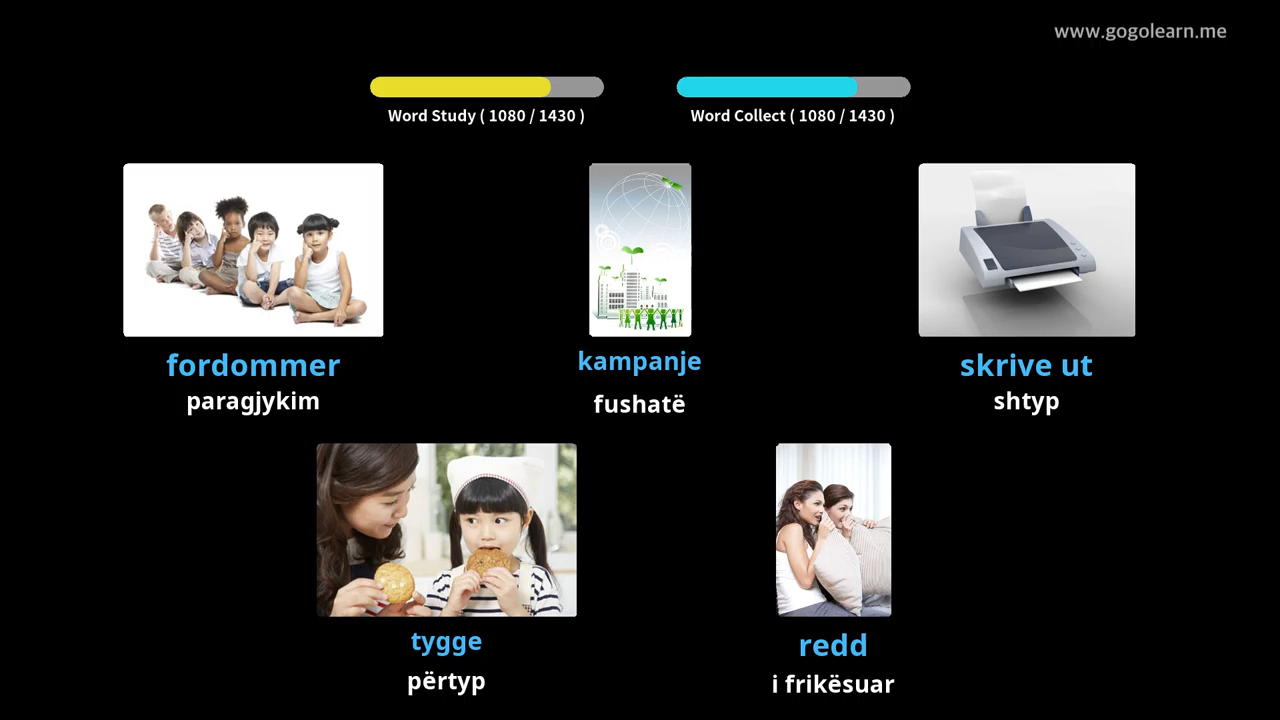 www.gogolearn.me
Word Study ( 1080 / 1430 )
Word Collect ( 1080 / 1430 )
fordommer
paragjykim
kampanje
fushatë
skrive ut
shtyp
tygge
përtyp
redd
i frikësuar